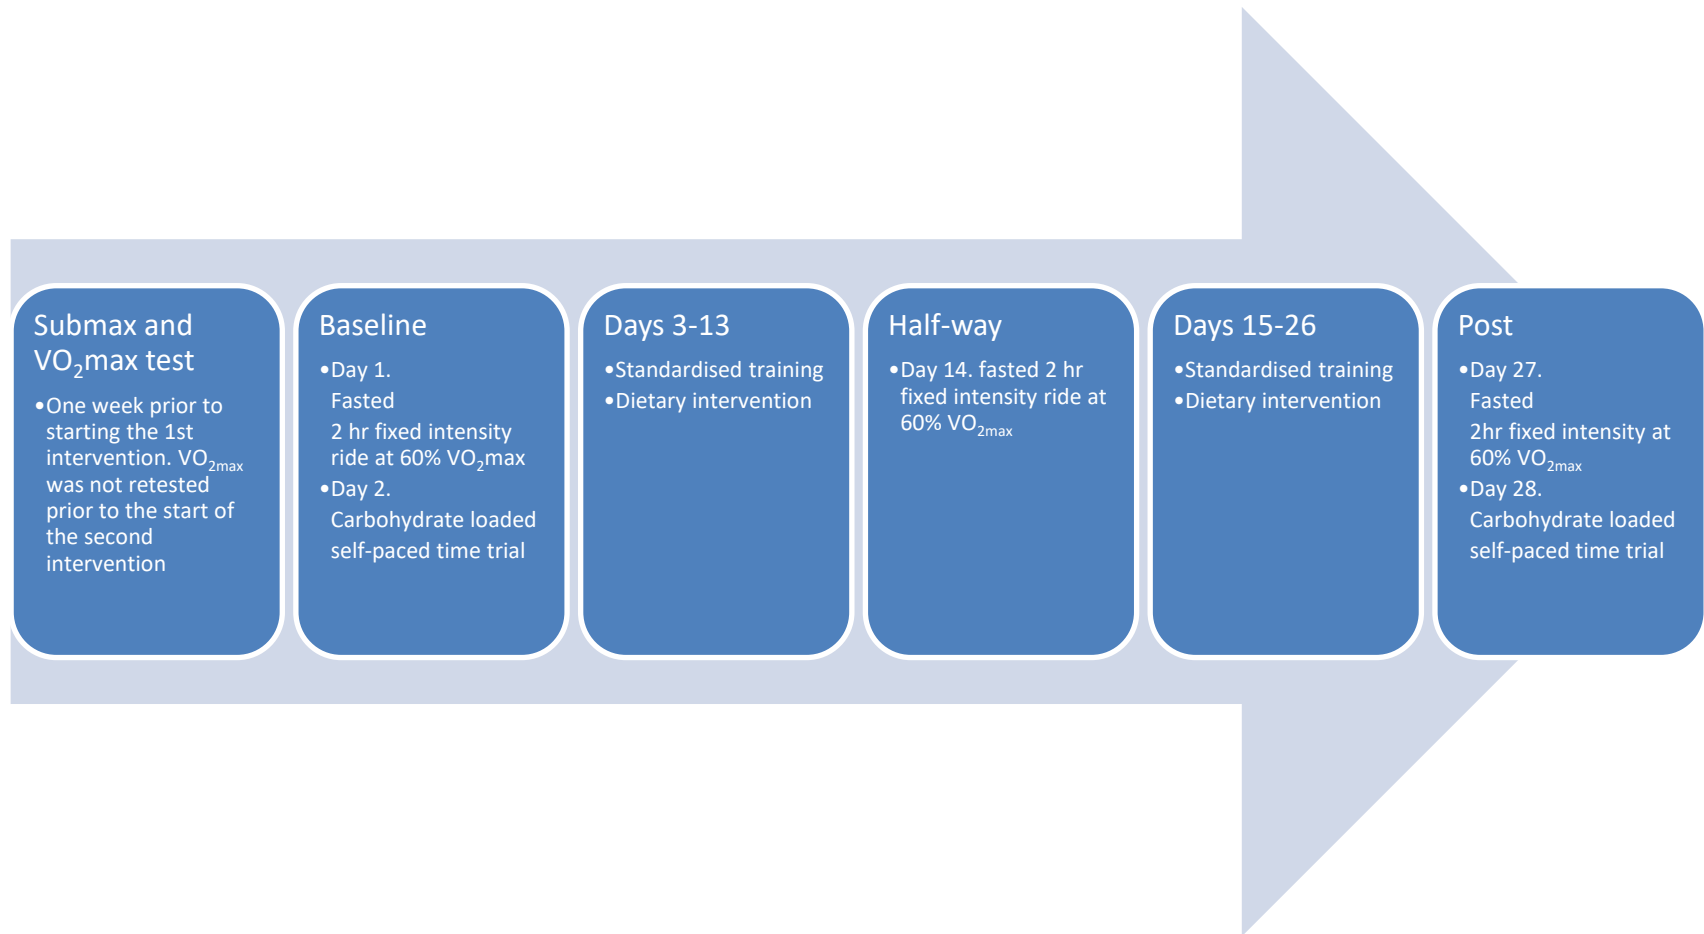 Submax and
VO₂max test
•One week prior to
starting the 1st
intervention. VO₂ₘₐₓ
was not retested
prior to the start of
the second
intervention
Baseline
•Day 1.
Fasted
2 hr fixed intensity
ride at 60% VO₂max
•Day 2.
Carbohydrate loaded
self-paced time trial
Days 3-13
•Standardised training
•Dietary intervention
Half-way
•Day 14. fasted 2 hr
fixed intensity ride at
60% VO₂ₘₐₓ
Days 15-26
•Standardised training
•Dietary intervention
Post
•Day 27.
Fasted
2hr fixed intensity at
60% VO₂ₘₐₓ
•Day 28.
Carbohydrate loaded
self-paced time trial